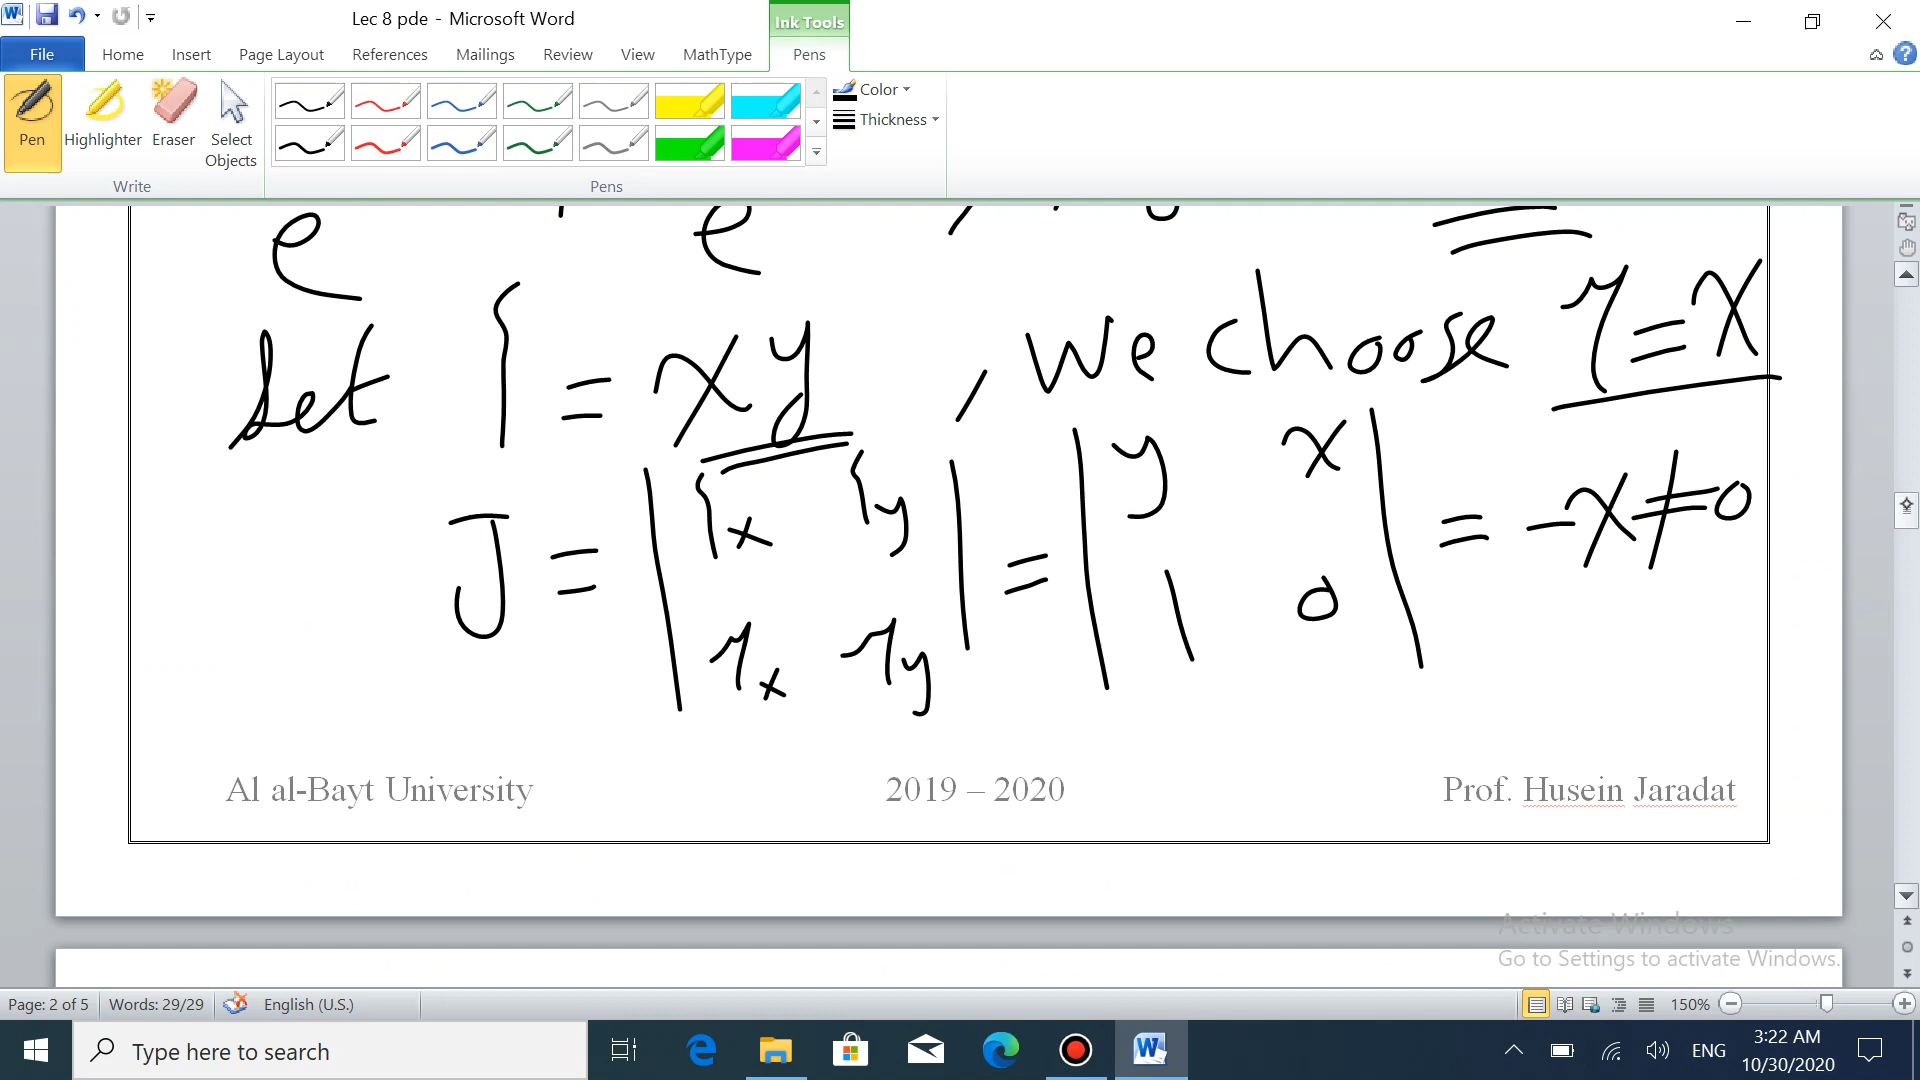 Lec 8 pde - Microsoft Word
Ink Tools
File Home Insert Page Layout References Mailings Review View MathType Pens
Pen Highlighter Eraser Select Objects
Color
Thickness
Write
Pens
e e ,
Set ξ = xy , We choose η = x
J = | ξx ξy | = | y x | = -x ≠ 0
| ηx ηy | | 1 0 |
Al al-Bayt University 2019 – 2020 Prof. Husein Jaradat
Activate Windows
Go to Settings to activate Windows.
Page: 2 of 5 Words: 29/29 English (U.S.) 150%
Type here to search
ENG
3:22 AM
10/30/2020